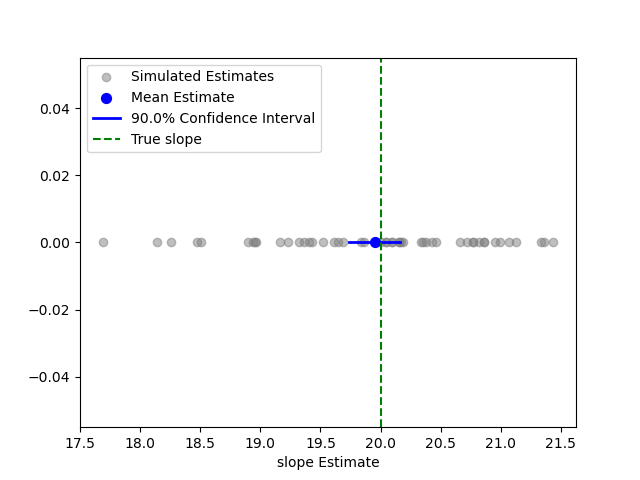 Simulated Estimates
Mean Estimate
90.0% Confidence Interval
True slope
0.04
0.02
0.00
−0.02
−0.04
17.5 18.0 18.5 19.0 19.5 20.0 20.5 21.0 21.5
slope Estimate